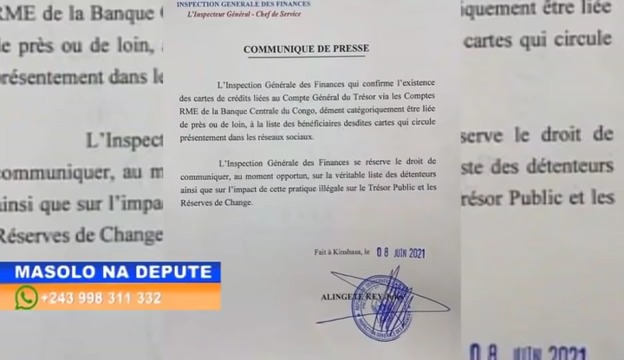 INSPECTION GENERALE DES FINANCES
L'Inspecteur Général - Chef de Service
COMMUNIQUE DE PRESSE
L'Inspection Générale des Finances qui confirme l'existence
des cartes de crédits liées au Compte Général du Trésor via les Comptes
RME de la Banque Centrale du Congo, dément catégoriquement être liée
de près ou de loin, à la liste des bénéficiaires desdites cartes qui circule
présentement dans les réseaux sociaux.
L'Inspection Générale des Finances se réserve le droit de
communiquer, au moment opportun, sur la véritable liste des détenteurs
ainsi que sur l'impact de cette pratique illégale sur le Trésor Public et les
Réserves de Change.
Fait à Kinshasa, le 08 JUIN 2021
ALINGETE KEY
RME de la Banque
de près ou de loin,
présentement dans le
L'Inspect
communiquer, au m
ainsi que sur l'impa
Réserves de Change
iquement être liée
cartes qui circule
serve le droit de
ste des détenteurs
résor Public et les
08 JUIN 2021
MASOLO NA DEPUTE
+243 998 311 332